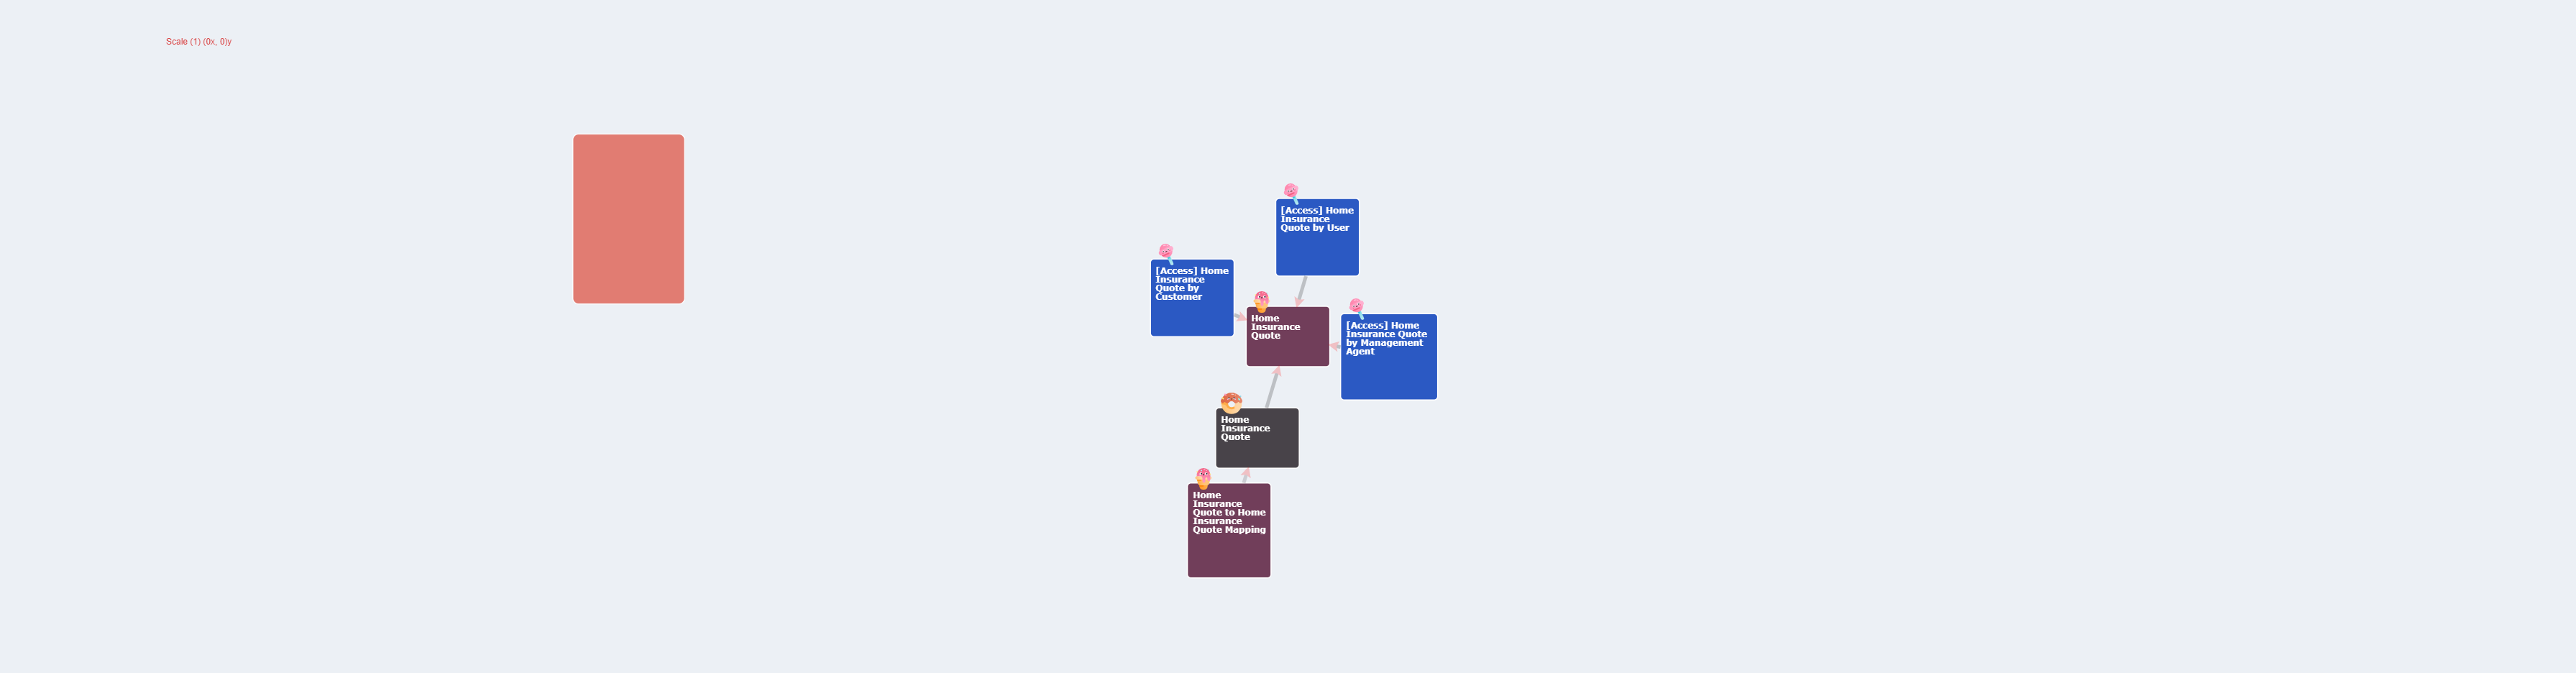 Scale (1) (0x, 0)y
[Access] Home
Insurance
Quote by User
[Access] Home
Insurance
Quote by
Customer
Home
Insurance
Quote
[Access] Home
Insurance Quote
by Management
Agent
Home
Insurance
Quote
Home
Insurance
Quote to Home
Insurance
Quote Mapping